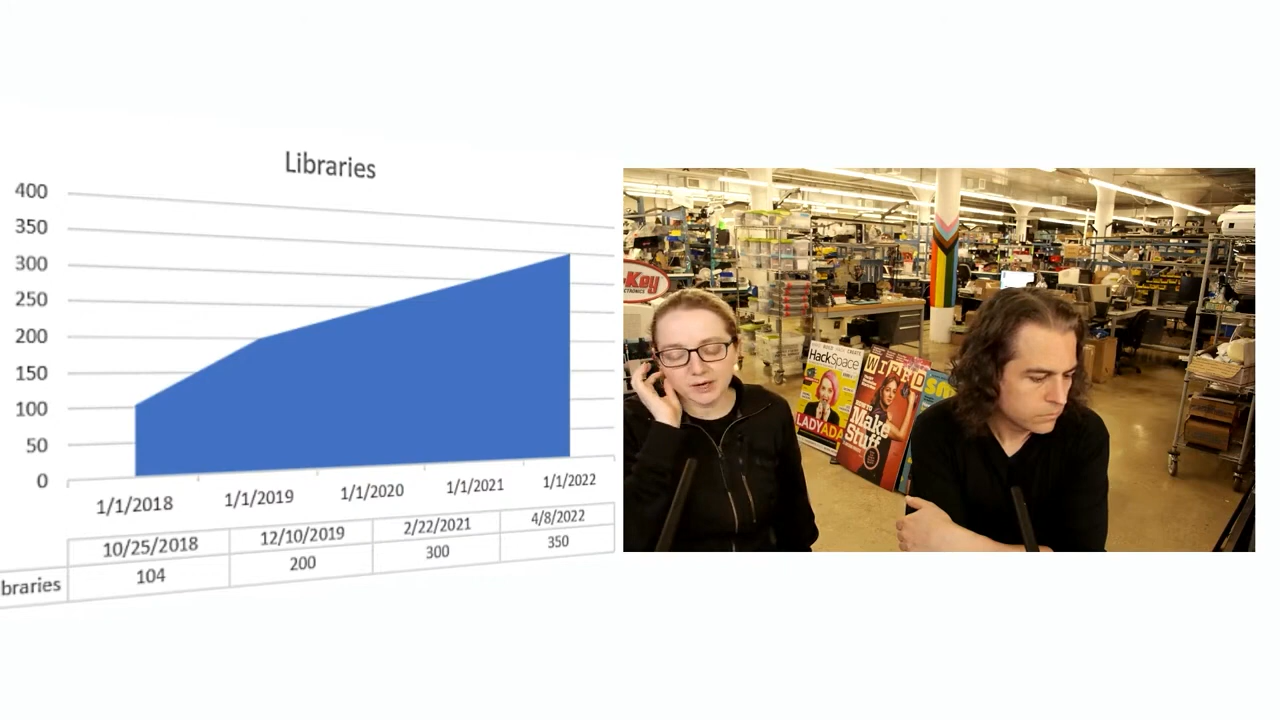 Libraries
400
350
300
250
200
150
100
50
0
1/1/2018 1/1/2019 1/1/2020 1/1/2021 1/1/2022
10/25/2018 12/10/2019 2/22/2021 4/8/2022
braries 104 200 300 350
-Key
HackSpace
LADYADA
WIRED
HOW TO
Make
Stuff